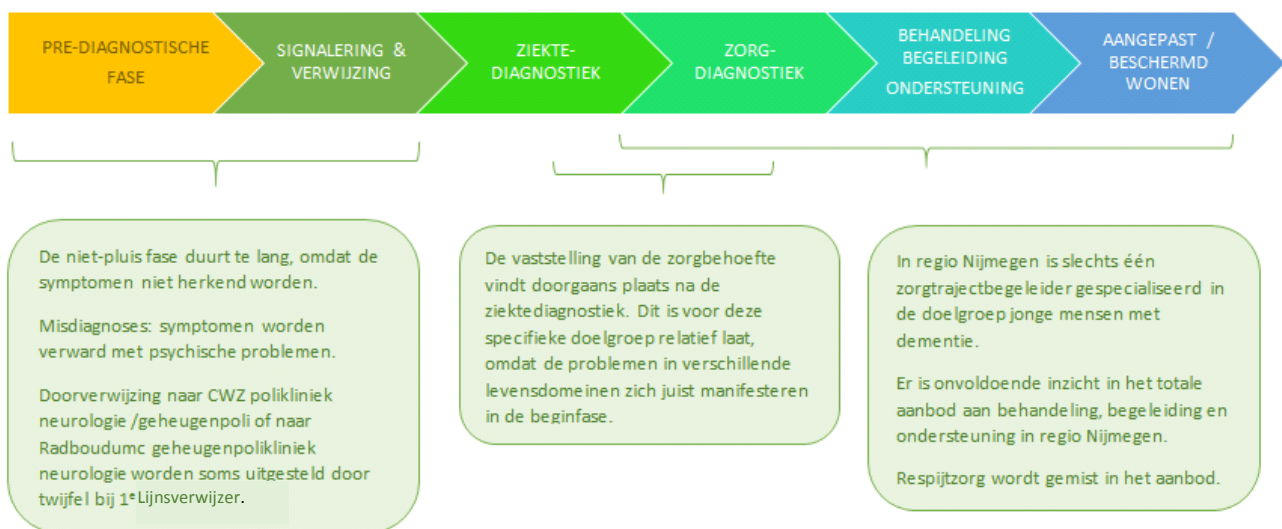 PRE-DIAGNOSTISCHE
FASE
SIGNALERING &
VERWIJZING
ZIEKTE-
DIAGNOSTIEK
ZORG-
DIAGNOSTIEK
BEHANDELING
BEGELEIDING
ONDERSTEUNING
AANGEPAST /
BESCHERMD
WONEN
De niet-pluis fase duurt te lang, omdat de
symptomen niet herkend worden.
Misdiagnoses: symptomen worden
verward met psychische problemen.
Doorverwijzing naar CWZ polikliniek
neurologie /geheugenpoli of naar
Radboudumc geheugenpolikliniek
neurologie worden soms uitgesteld door
twijfel bij 1e Lijnsverwijzer.
De vaststelling van de zorgbehoefte
vindt doorgaans plaats na de
ziektediagnostiek. Dit is voor deze
specifieke doelgroep relatief laat,
omdat de problemen in verschillende
levensdomeinen zich juist manifesteren
in de beginfase.
In regio Nijmegen is slechts één
zorgtrajectbegeleider gespecialiseerd in
de doelgroep jonge mensen met
dementie.
Er is onvoldoende inzicht in het totale
aanbod aan behandeling, begeleiding en
ondersteuning in regio Nijmegen.
Respijtzorg wordt gemist in het aanbod.